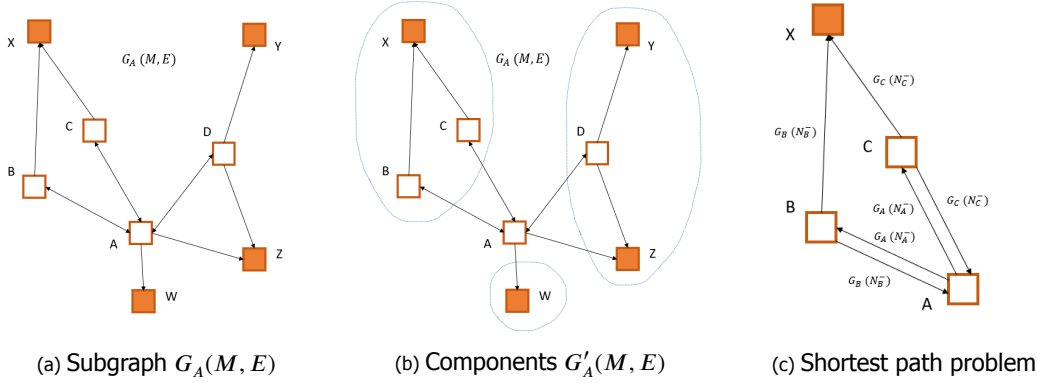 X
Y
G_A (M, E)
C
D
B
A
Z
W
(a) Subgraph G_A(M, E)
X
Y
G_A (M, E)
C
D
B
A
Z
W
(b) Components G'_A(M, E)
X
G_C (N_C^-)
G_B (N_B^-)
C
G_C (N_C^-)
B
G_A (N_A^-)
G_A (N_A^-)
G_B (N_B^-)
A
(c) Shortest path problem